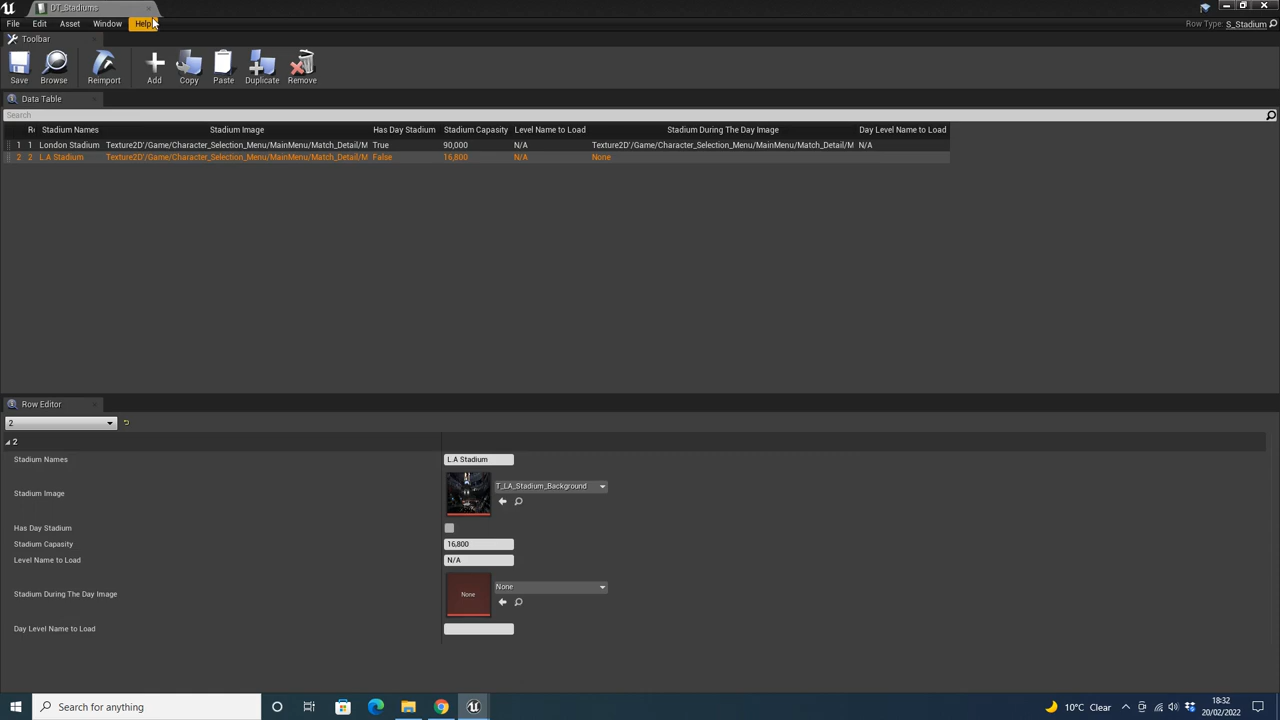 DT_Stadiums
File Edit Asset Window Help
Row Type: S_Stadium
Toolbar
Save Browse Reimport Add Copy Paste Duplicate Remove
Data Table
Search
Stadium Names Stadium Image Has Day Stadium Stadium Capacity Level Name to Load Stadium During The Day Image Day Level Name to Load
1 1 London Stadium Texture2D'/Game/Character_Selection_Menu/MainMenu/Match_Detail/M True 90,000 N/A Texture2D'/Game/Character_Selection_Menu/MainMenu/Match_Detail/M N/A
2 2 L.A Stadium Texture2D'/Game/Character_Selection_Menu/MainMenu/Match_Detail/M False 16,800 N/A None
Row Editor
2
2
Stadium Names L.A Stadium
Stadium Image T_LA_Stadium_Background
Has Day Stadium
Stadium Capacity 16,800
Level Name to Load N/A
Stadium During The Day Image None None
Day Level Name to Load
Search for anything 10°C Clear 18:32
20/02/2022